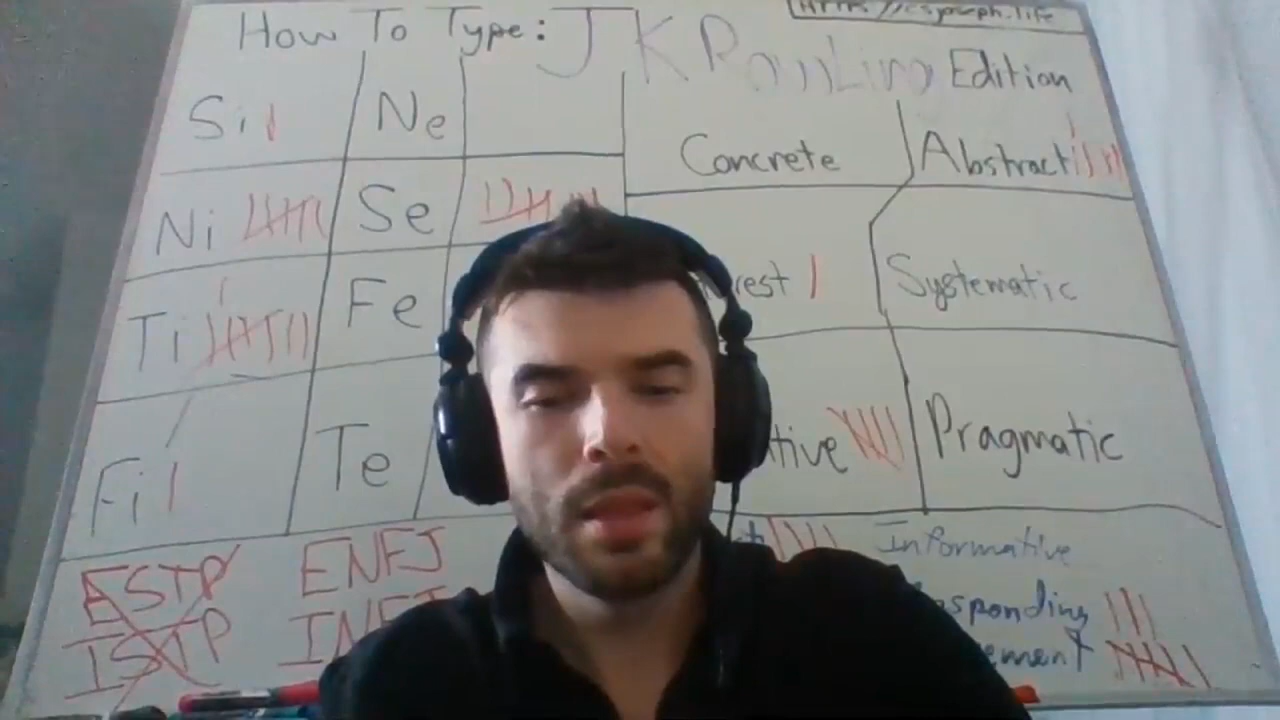 How To Type: J K Rowling Edition
Si Ne
Concrete Abstract
Ni Se
Systematic
Ti Fe
Fi Te
Pragmatic
ESTP ENFJ
Informative
ISTP